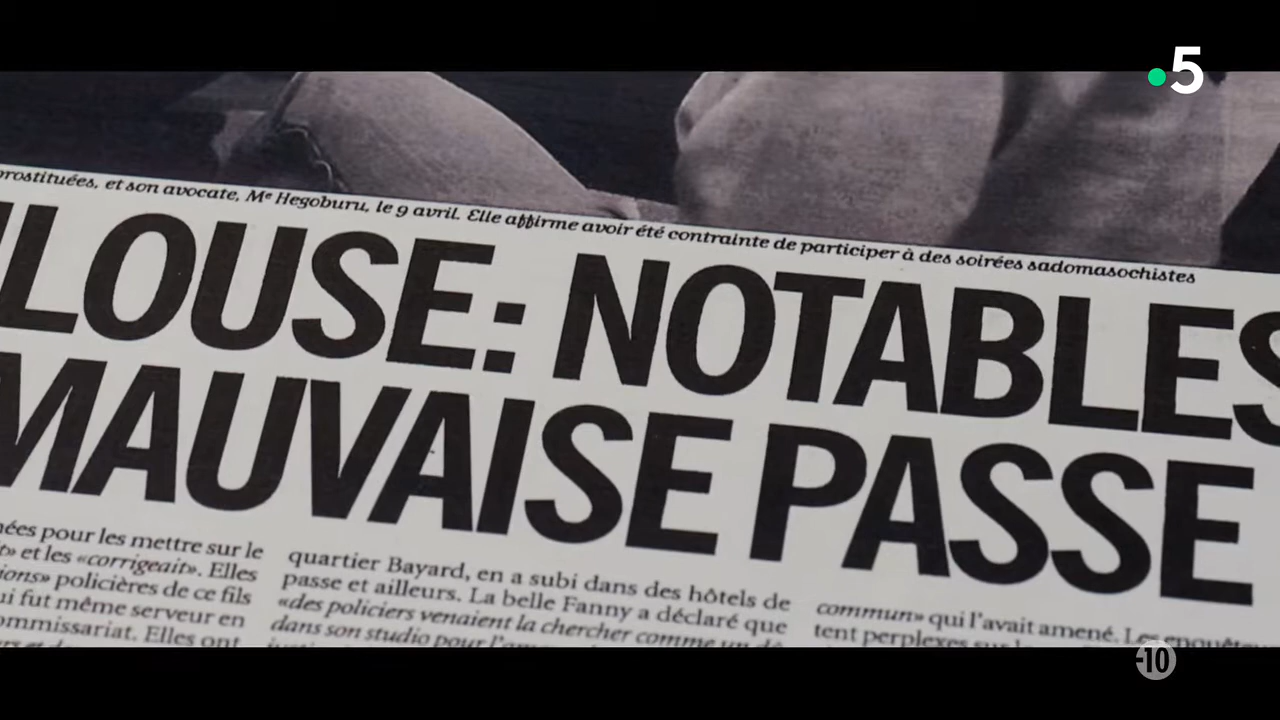 5
prostituées, et son avocate, Me Hegoburu, le 9 avril. Elle affirme avoir été contrainte de participer à des soirées sadomasochistes
LOUSE: NOTABLES
MAUVAISE PASSE
pour les mettre sur le
et les «corrigeait». Elles
policières de ce fils
fut même serveur en
Elles ont
quartier Bayard, en a subi dans des hôtels de
passe et ailleurs. La belle Fanny a déclaré que
«des policiers venaient la chercher comme un
dans son studio pour
commun» qui l'avait amené. Les
tent perplexes sur
-10